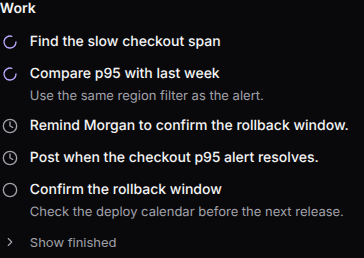 Work
Find the slow checkout span
Compare p95 with last week
Use the same region filter as the alert.
Remind Morgan to confirm the rollback window.
Post when the checkout p95 alert resolves.
Confirm the rollback window
Check the deploy calendar before the next release.
Show finished